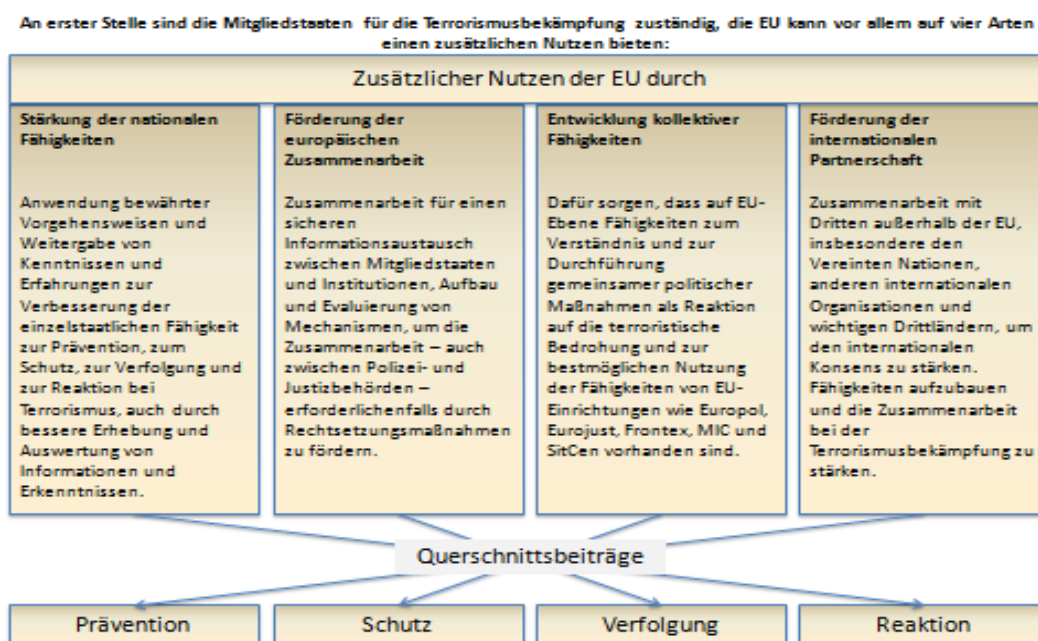 An erster Stelle sind die Mitgliedstaaten für die Terrorismusbekämpfung zuständig, die EU kann vor allem auf vier Arten
einen zusätzlichen Nutzen bieten:
Zusätzlicher Nutzen der EU durch
Stärkung der nationalen
Fähigkeiten
Anwendung bewährter
Vorgehensweisen und
Weitergabe von
Kenntnissen und
Erfahrungen zur
Verbesserung der
einzelstaatlichen Fähigkeit
zur Prävention, zum
Schutz, zur Verfolgung und
zur Reaktion bei
Terrorismus, auch durch
bessere Erhebung und
Auswertung von
Informationen und
Erkenntnissen.
Förderung der
europäischen
Zusammenarbeit
Zusammenarbeit für einen
sicheren
Informationsaustausch
zwischen Mitgliedstaaten
und Institutionen, Aufbau
und Evaluierung von
Mechanismen, um die
Zusammenarbeit – auch
zwischen Polizei- und
Justizbehörden –
erforderlichenfalls durch
Rechtsetzungsmaßnahmen
zu fördern.
Entwicklung kollektiver
Fähigkeiten
Dafür sorgen, dass auf EU-
Ebene Fähigkeiten zum
Verständnis und zur
Durchführung
gemeinsamer politischer
Maßnahmen als Reaktion
auf die terroristische
Bedrohung und zur
bestmöglichen Nutzung
der Fähigkeiten von EU-
Einrichtungen wie Europol,
Eurojust, Frontex, MIC und
SitCen vorhanden sind.
Förderung der
internationalen
Partnerschaft
Zusammenarbeit mit
Dritten außerhalb der EU,
insbesondere den
Vereinten Nationen,
anderen internationalen
Organisationen und
wichtigen Drittländern, um
den internationalen
Konsens zu stärken.
Fähigkeiten aufzubauen
und die Zusammenarbeit
bei der
Terrorismusbekämpfung zu
stärken.
Querschnittsbeiträge
Prävention
Schutz
Verfolgung
Reaktion